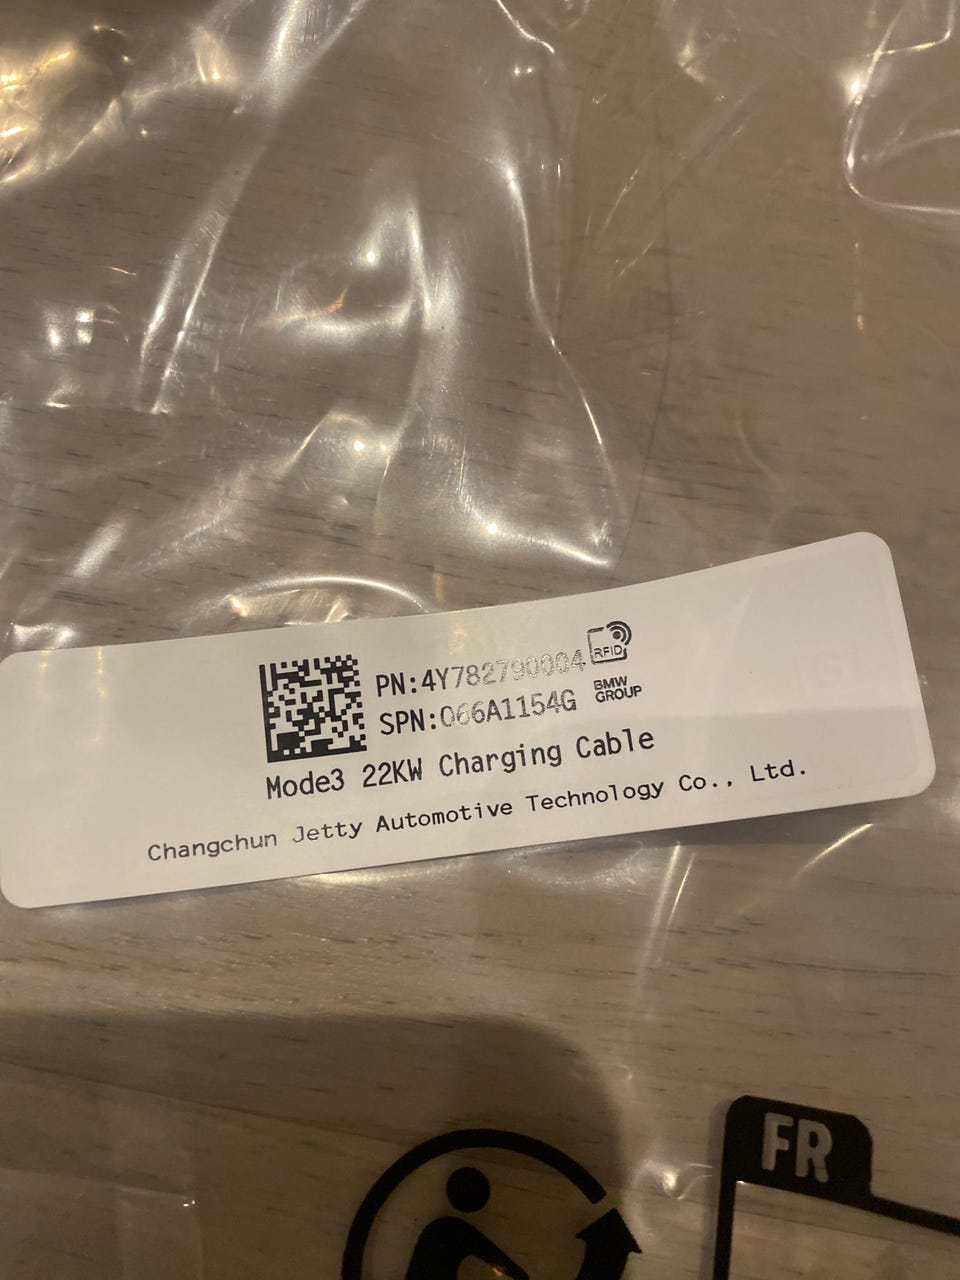 PN:4Y782790004
RFID
SPN:066A1154G
BMW
GROUP
Mode3 22KW Charging Cable
Changchun Jetty Automotive Technology Co., Ltd.
FR